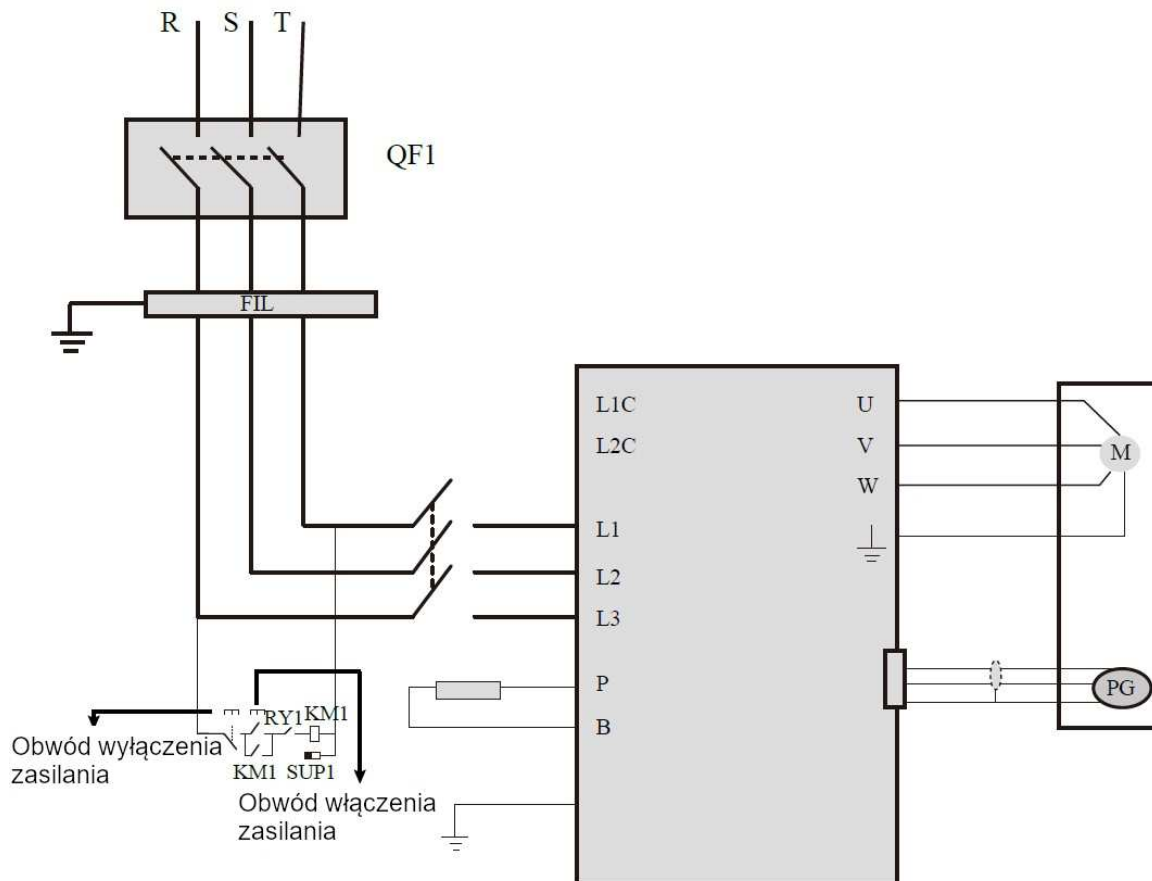 R S T
QF1
FIL
L1C U
L2C V
M
W
L1
L2
L3
P
PG
B
RY1 KM1
Obwód wyłączenia
zasilania
KM1 SUP1
Obwód włączenia
zasilania